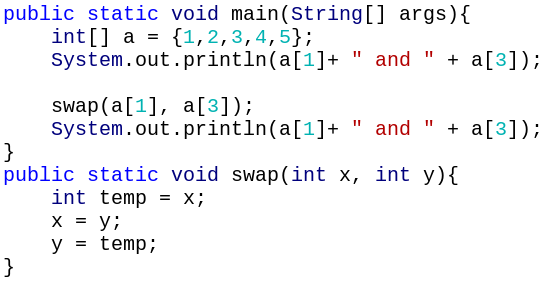 public static void main(String[] args){
    int[] a = {1,2,3,4,5};
    System.out.println(a[1]+ " and " + a[3]);

    swap(a[1], a[3]);
    System.out.println(a[1]+ " and " + a[3]);
}
public static void swap(int x, int y){
    int temp = x;
    x = y;
    y = temp;
}